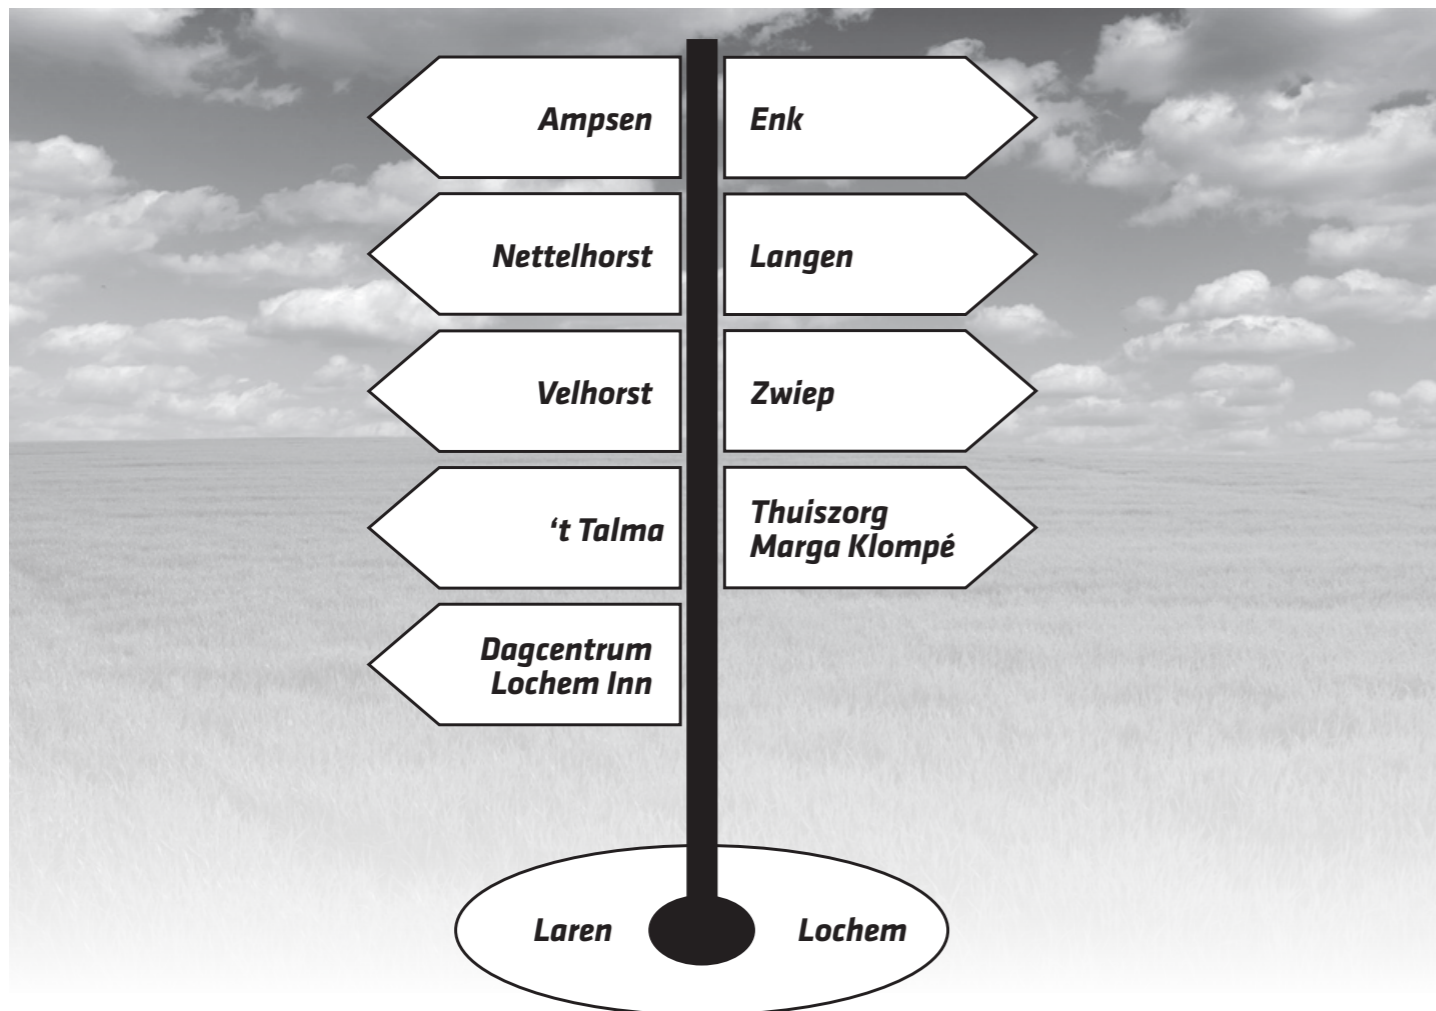 Ampsen
Enk
Nettelhorst
Langen
Velhorst
Zwiep
‘t Talma
Thuiszorg
Marga Klompé
Dagcentrum
Lochem Inn
Laren
Lochem